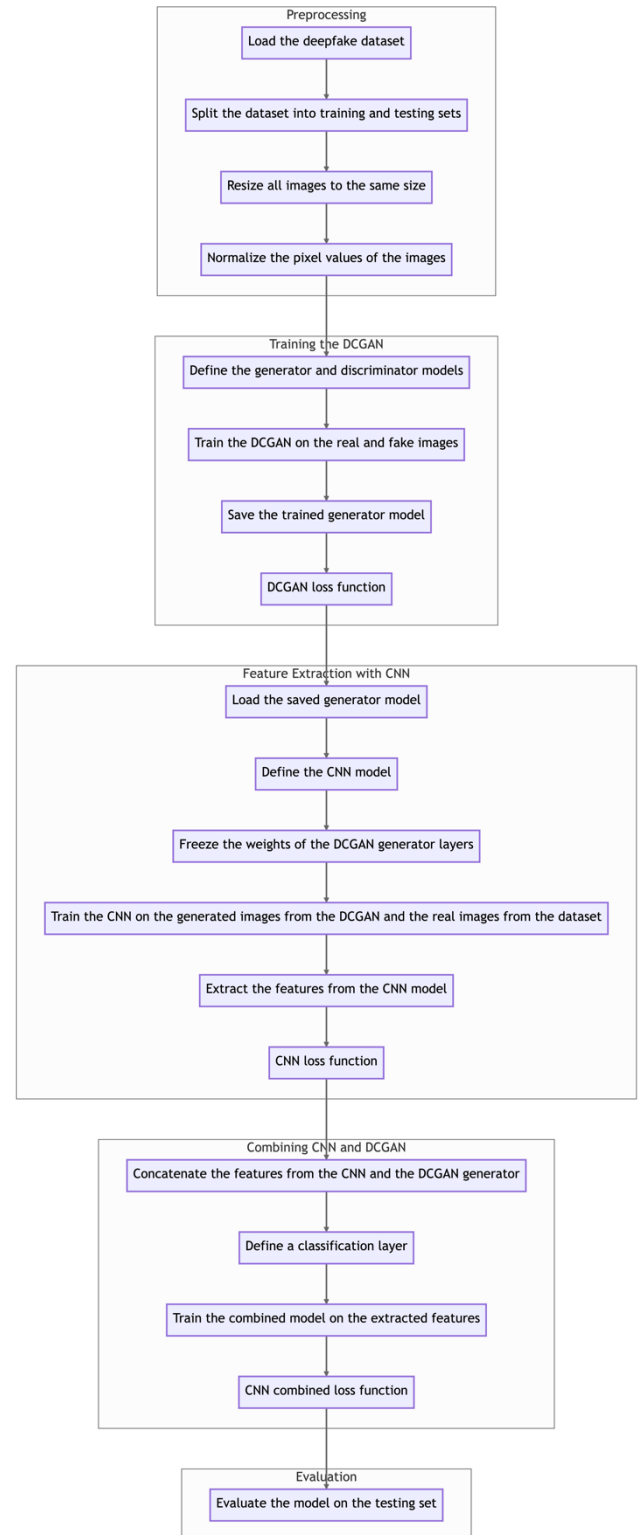 Preprocessing
Load the deepfake dataset
Split the dataset into training and testing sets
Resize all images to the same size
Normalize the pixel values of the images
Training the DCGAN
Define the generator and discriminator models
Train the DCGAN on the real and fake images
Save the trained generator model
DCGAN loss function
Feature Extraction with CNN
Load the saved generator model
Define the CNN model
Freeze the weights of the DCGAN generator layers
Train the CNN on the generated images from the DCGAN and the real images from the dataset
Extract the features from the CNN model
CNN loss function
Combining CNN and DCGAN
Concatenate the features from the CNN and the DCGAN generator
Define a classification layer
Train the combined model on the extracted features
CNN combined loss function
Evaluation
Evaluate the model on the testing set